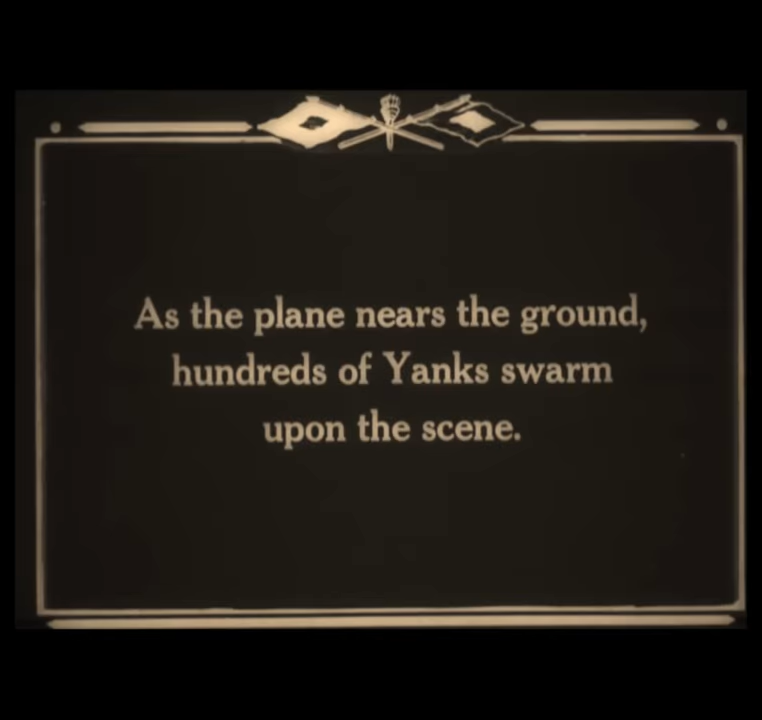 As the plane nears the ground,
hundreds of Yanks swarm
upon the scene.